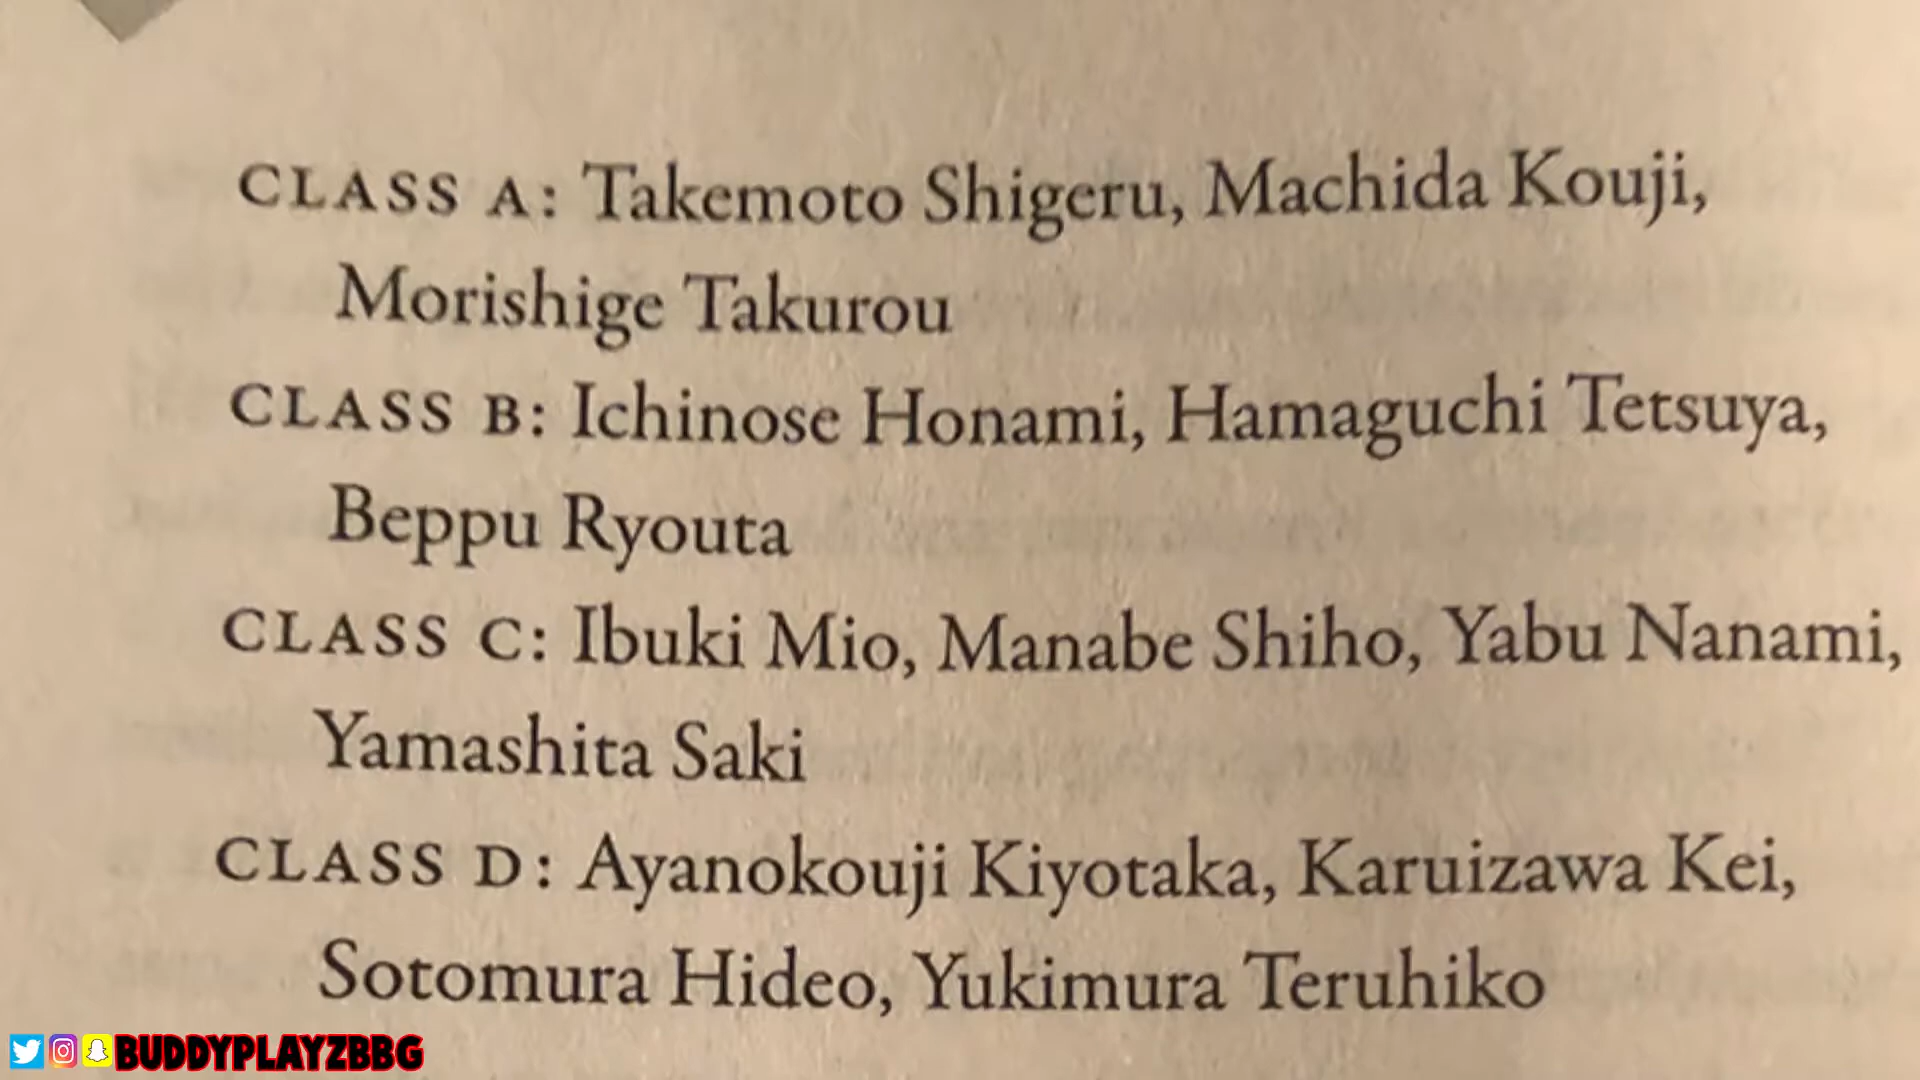 CLASS A: Takemoto Shigeru, Machida Kouji,
Morishige Takurou
CLASS B: Ichinose Honami, Hamaguchi Tetsuya,
Beppu Ryouta
CLASS C: Ibuki Mio, Manabe Shiho, Yabu Nanami,
Yamashita Saki
CLASS D: Ayanokouji Kiyotaka, Karuizawa Kei,
Sotomura Hideo, Yukimura Teruhiko
BUDDYPLAYZBBG